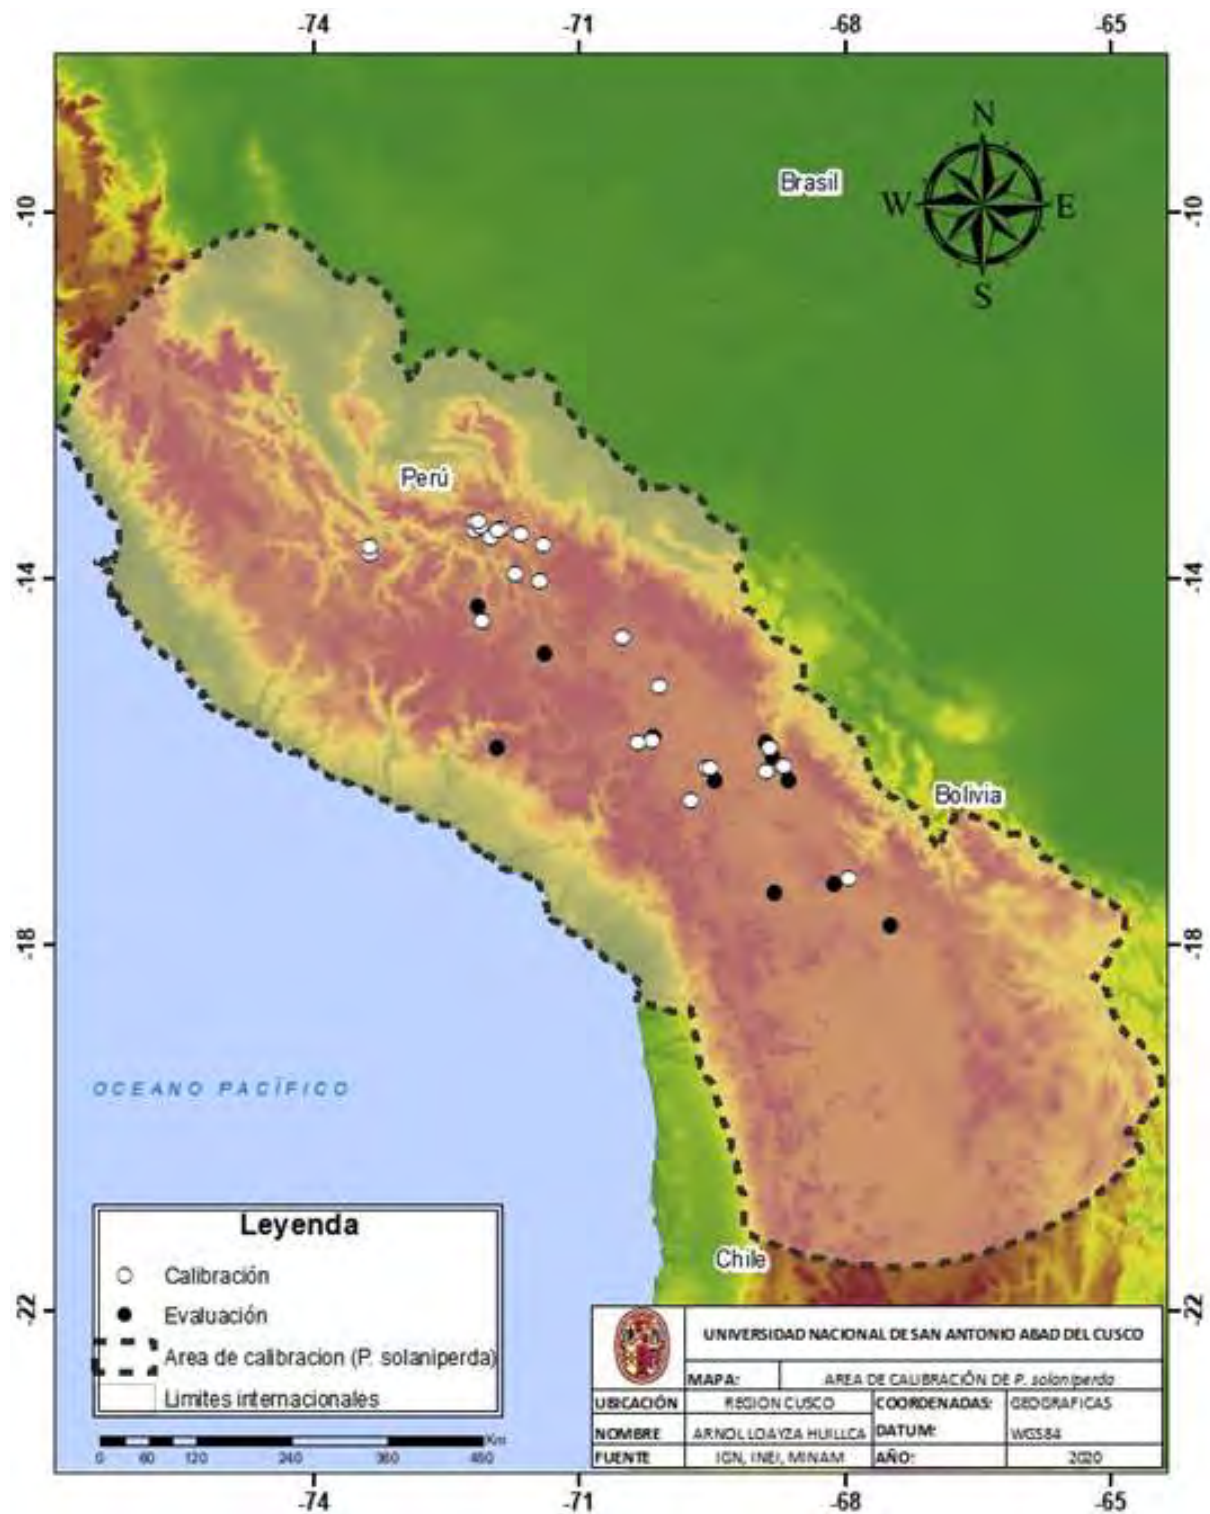 -74 -71 -68 -65
N
Brasil
W E
S
-10 -10
Perú
-14 -14
Bolivia
-18 -18
OCEANO PACÍFICO
Chile
-22 -22
Leyenda
Calibración
Evaluación
Area de calibracion (P. solaniperda)
Limites internacionales
Km
0 60 120 240 360 480
UNIVERSIDAD NACIONAL DE SAN ANTONIO ABAD DEL CUSCO
MAPA: AREA DE CALIBRACIÓN DE P. solaniperda
UBICACIÓN REGION CUSCO COORDENADAS: GEOGRAFICAS
NOMBRE ARNOL LOAYZA HUILLCA DATUM: WGS84
FUENTE IGN, INEI, MINAM AÑO: 2020
-74 -71 -68 -65